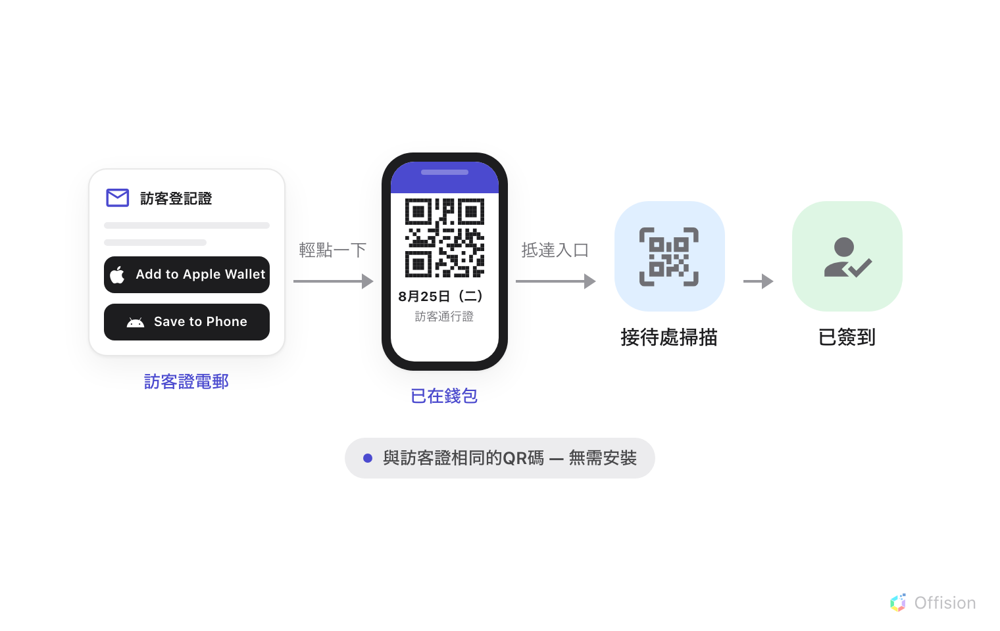 訪客登記證
Add to Apple Wallet
Save to Phone
訪客證電郵
輕點一下
8月25日（二）
訪客通行證
已在錢包
抵達入口
接待處掃描
已簽到
與訪客證相同的QR碼 — 無需安裝
Offision